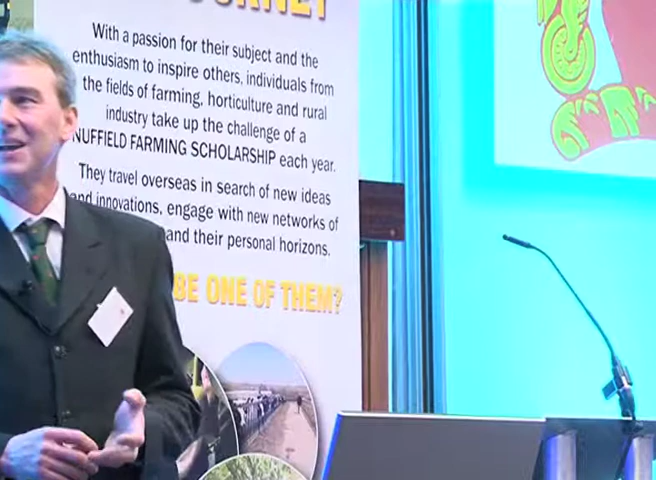 JOURNEY
With a passion for their subject and the
enthusiasm to inspire others, individuals from
the fields of farming, horticulture and rural
industry take up the challenge of a
NUFFIELD FARMING SCHOLARSHIP each year.
They travel overseas in search of new ideas
and innovations, engage with new networks of
and their personal horizons.
BE ONE OF THEM?